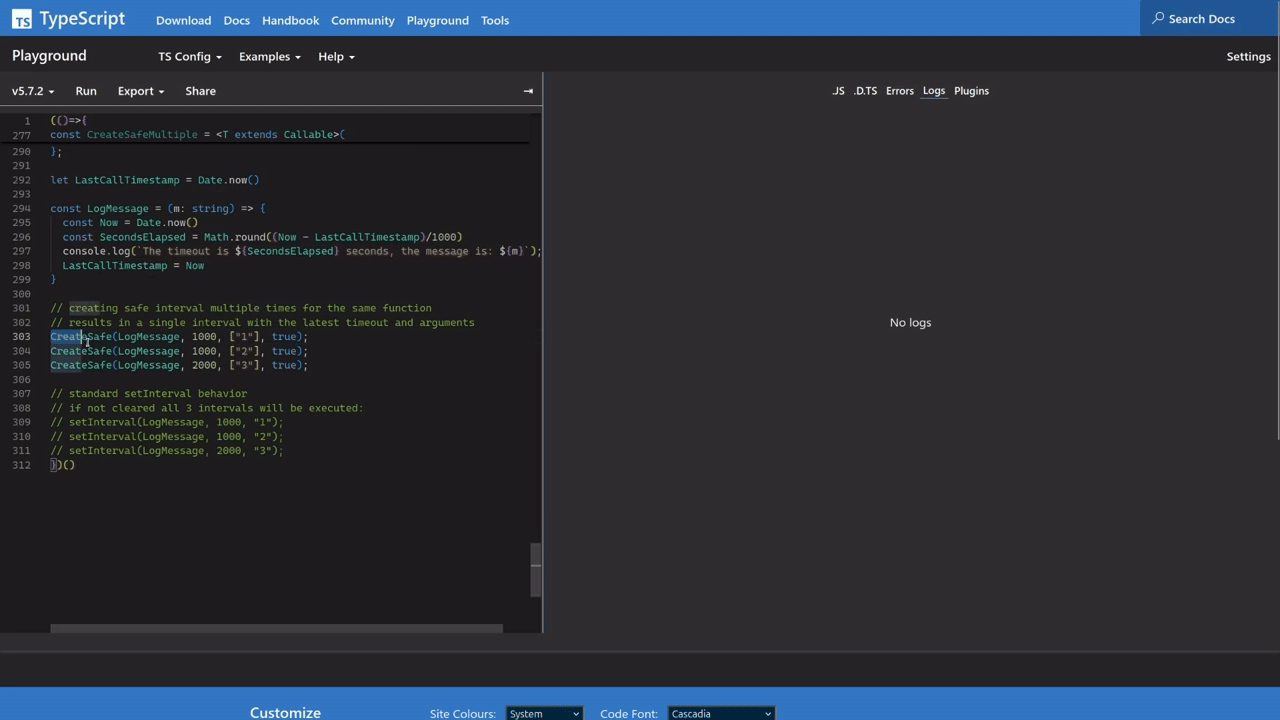 TS TypeScript Download Docs Handbook Community Playground Tools Search Docs
Playground TS Config Examples Help Settings
v5.7.2 Run Export Share .JS .D.TS Errors Logs Plugins
1 (()=>{
277 const CreateSafeMultiple = <T extends Callable>(
290 };
291
292 let LastCallTimestamp = Date.now()
293
294 const LogMessage = (m: string) => {
295 const Now = Date.now()
296 const SecondsElapsed = Math.round((Now - LastCallTimestamp)/1000)
297 console.log(`The timeout is ${SecondsElapsed} seconds, the message is: ${m}`);
298 LastCallTimestamp = Now
299 }
300
301 // creating safe interval multiple times for the same function
302 // results in a single interval with the latest timeout and arguments
303 CreateSafe(LogMessage, 1000, ["1"], true);
304 CreateSafe(LogMessage, 1000, ["2"], true);
305 CreateSafe(LogMessage, 2000, ["3"], true);
306
307 // standard setInterval behavior
308 // if not cleared all 3 intervals will be executed:
309 // setInterval(LogMessage, 1000, "1");
310 // setInterval(LogMessage, 1000, "2");
311 // setInterval(LogMessage, 2000, "3");
312 })()
No logs
Customize Site Colours: System Code Font: Cascadia